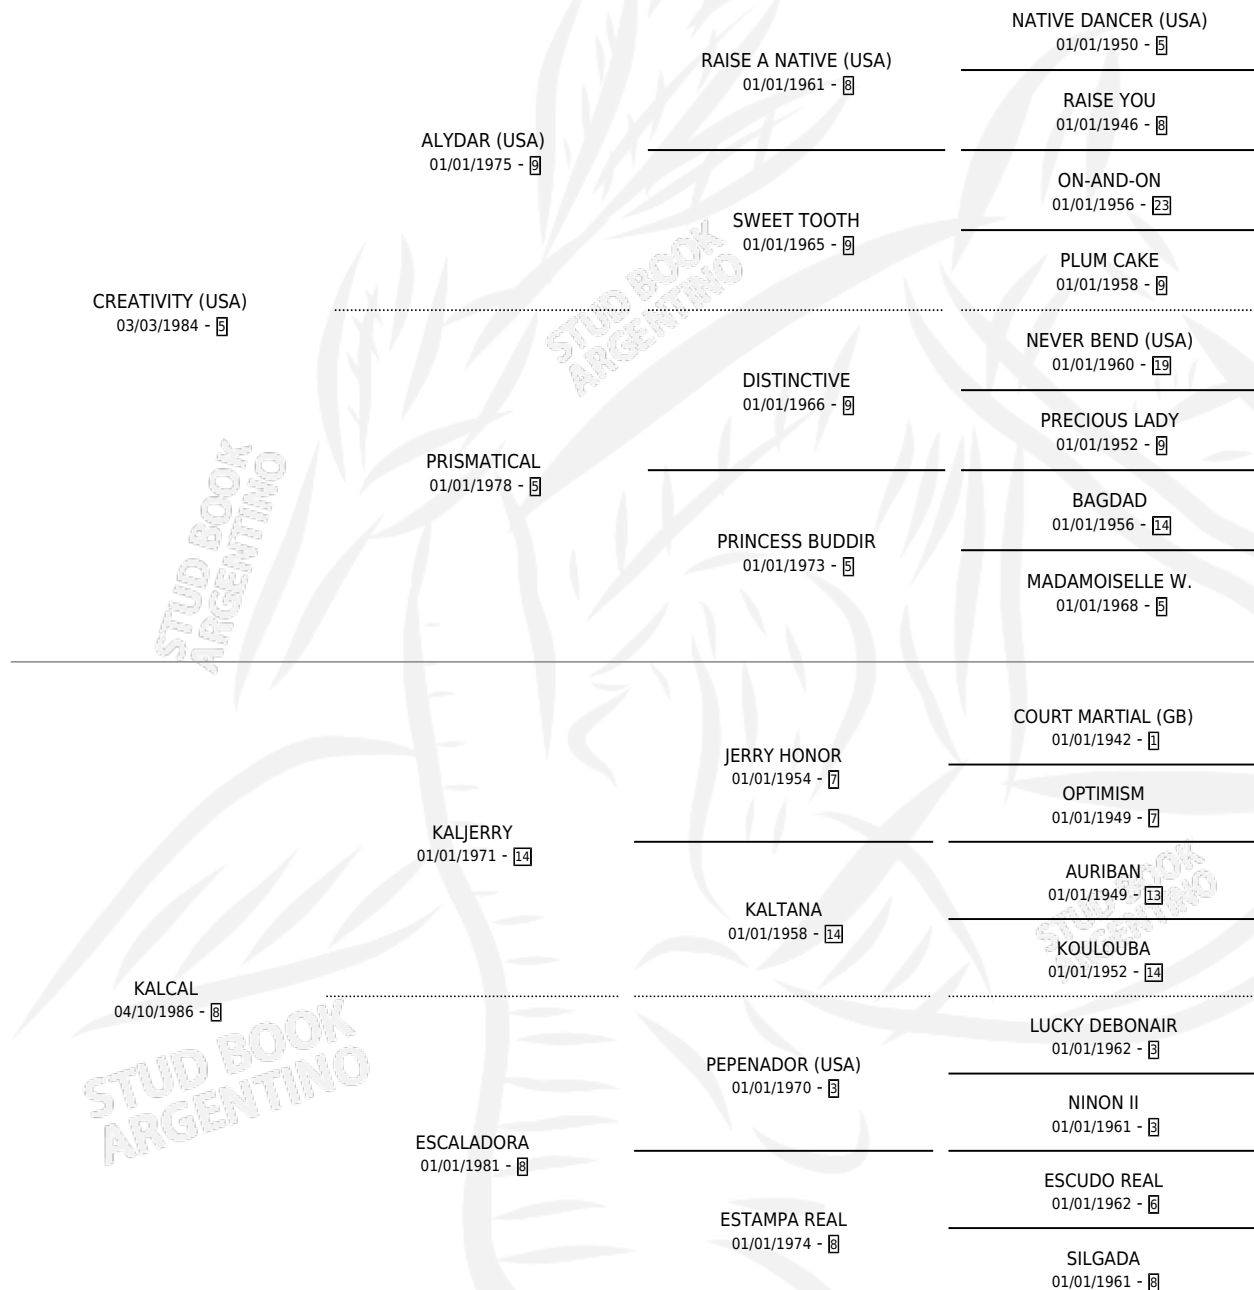 NATIVE DANCER (USA)
01/01/1950 - 5
RAISE A NATIVE (USA)
01/01/1961 - 8
RAISE YOU
01/01/1946 - 8
ALYDAR (USA)
01/01/1975 - 9
ON-AND-ON
01/01/1956 - 23
SWEET TOOTH
01/01/1965 - 9
PLUM CAKE
01/01/1958 - 9
CREATIVITY (USA)
03/03/1984 - 5
NEVER BEND (USA)
01/01/1960 - 19
DISTINCTIVE
01/01/1966 - 9
PRECIOUS LADY
01/01/1952 - 9
PRISMATICAL
01/01/1978 - 5
BAGDAD
01/01/1956 - 14
PRINCESS BUDDIR
01/01/1973 - 5
MADAMOISELLE W.
01/01/1968 - 5
COURT MARTIAL (GB)
01/01/1942 - 1
JERRY HONOR
01/01/1954 - 7
OPTIMISM
01/01/1949 - 7
KALJERRY
01/01/1971 - 14
AURIBAN
01/01/1949 - 13
KALTANA
01/01/1958 - 14
KOULOUBA
01/01/1952 - 14
KALCAL
04/10/1986 - 8
LUCKY DEBONAIR
01/01/1962 - 3
PEPENADOR (USA)
01/01/1970 - 3
NINON II
01/01/1961 - 3
ESCALADORA
01/01/1981 - 8
ESCUDO REAL
01/01/1962 - 6
ESTAMPA REAL
01/01/1974 - 8
SILGADA
01/01/1961 - 8
STUD BOOK
ARGENTINO
STUD BOOK
ARGENTINO
STUD BOOK
ARGENTINO
STUD BOOK
ARGENTINO